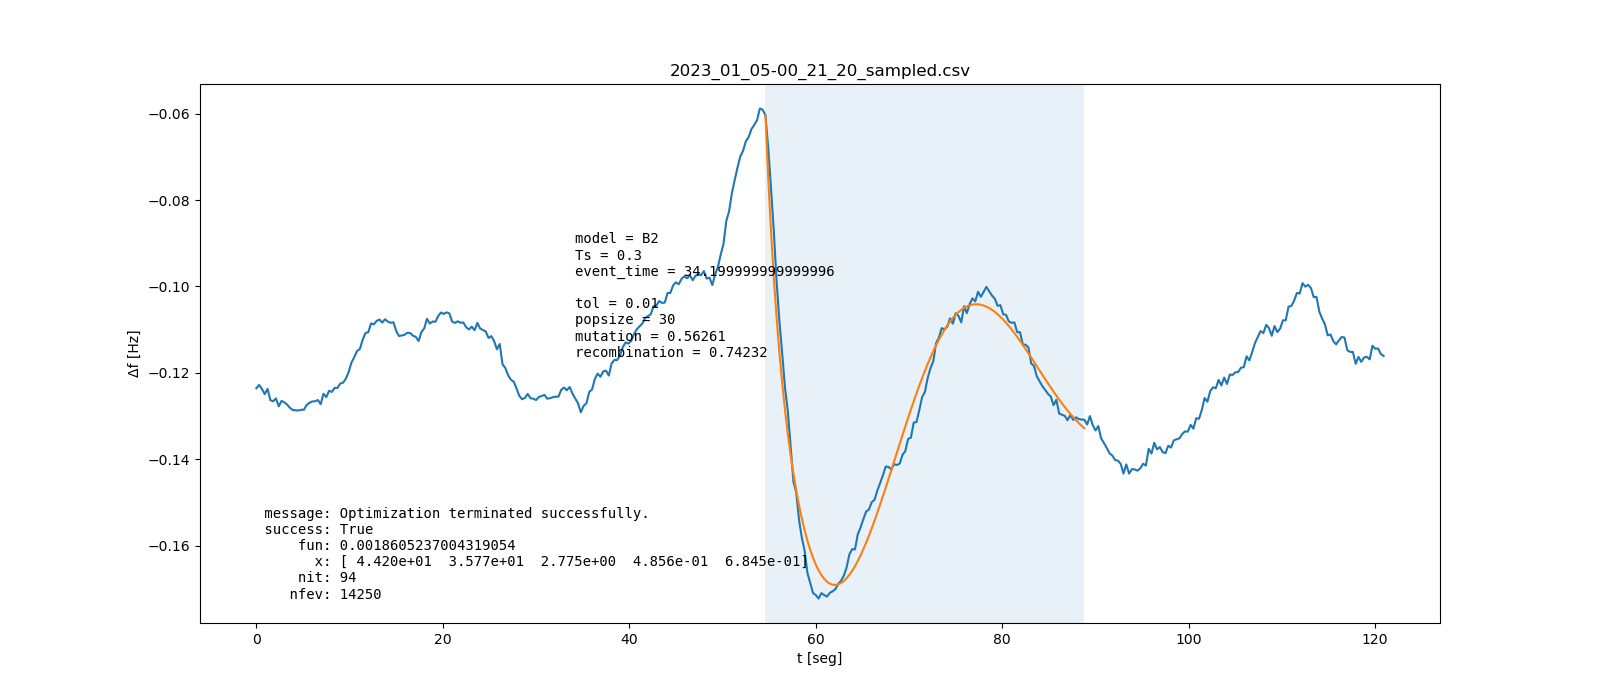 2023_01_05-00_21_20_sampled.csv
−0.06
−0.08
−0.10
−0.12
−0.14
−0.16
Δf [Hz]
model = B2
Ts = 0.3
event_time = 34.199999999999996
tol = 0.01
popsize = 30
mutation = 0.56261
recombination = 0.74232
message: Optimization terminated successfully.
success: True
fun: 0.0018605237004319054
x: [ 4.420e+01  3.577e+01  2.775e+00  4.856e-01  6.845e-01]
nit: 94
nfev: 14250
0 20 40 60 80 100 120
t [seg]